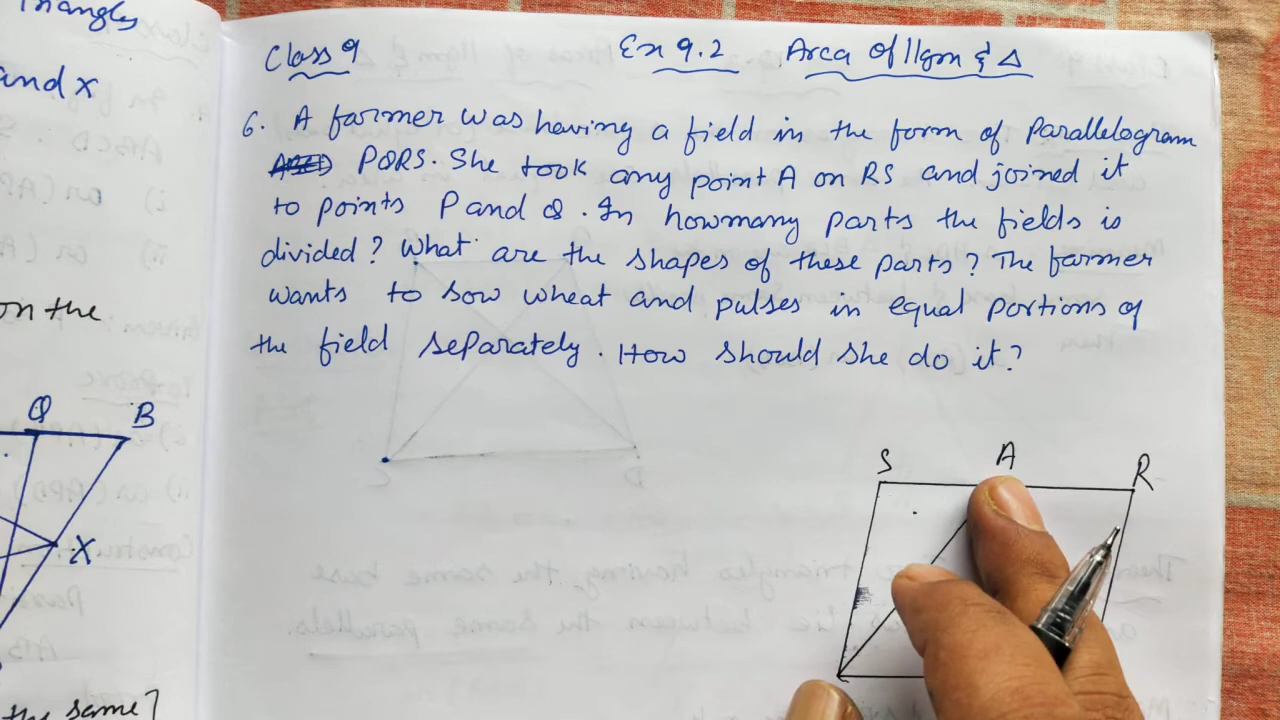 Triangles
and x
on the
Q B
X
the same]
Class 9 Ex 9.2 Area of llgm & Δ
6. A farmer was having a field in the form of Parallelogram
PQRS. She took any point A on RS and joined it
to points P and Q. In howmany parts the fields is
divided? What are the shapes of these parts? The farmer
wants to sow wheat and pulses in equal portions of
the field separately. How should she do it?
S A R